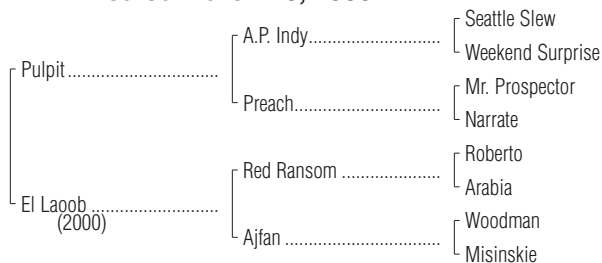 Seattle Slew
A.P. Indy
Weekend Surprise
Pulpit
Mr. Prospector
Preach
Narrate
Roberto
Red Ransom
Arabia
El Laoob
(2000)
Woodman
Ajfan
Misinskie